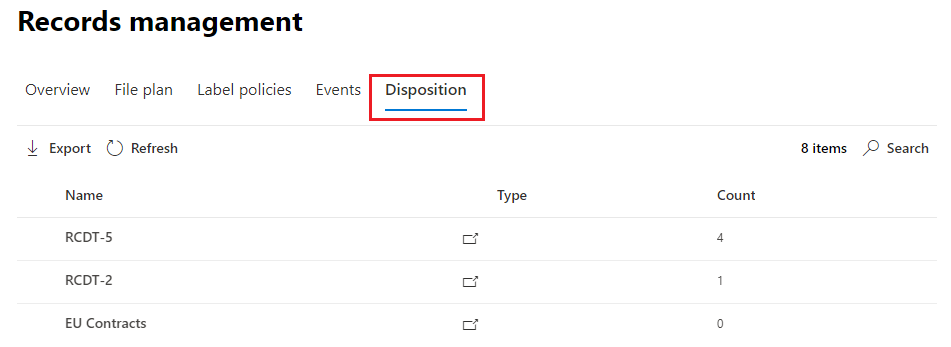 Records management
Overview File plan Label policies Events Disposition
Export Refresh 8 items Search
Name Type Count
RCDT-5 4
RCDT-2 1
EU Contracts 0